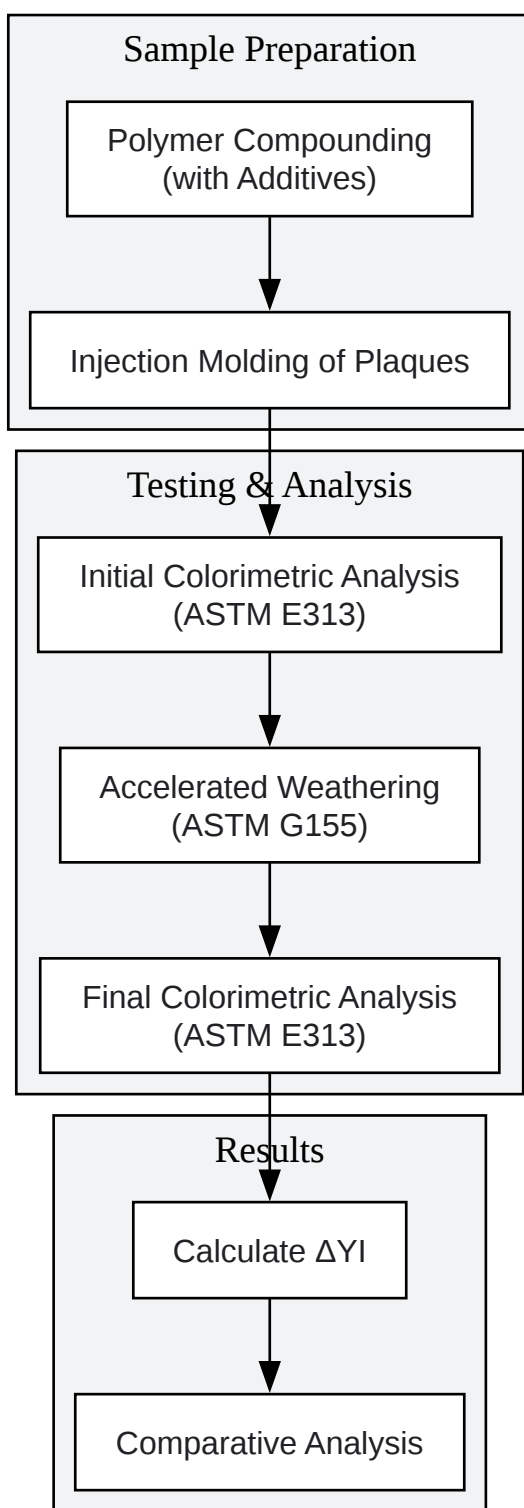 Sample Preparation
Polymer Compounding
(with Additives)
Injection Molding of Plaques
Testing & Analysis
Initial Colorimetric Analysis
(ASTM E313)
Accelerated Weathering
(ASTM G155)
Final Colorimetric Analysis
(ASTM E313)
Results
Calculate ΔYI
Comparative Analysis